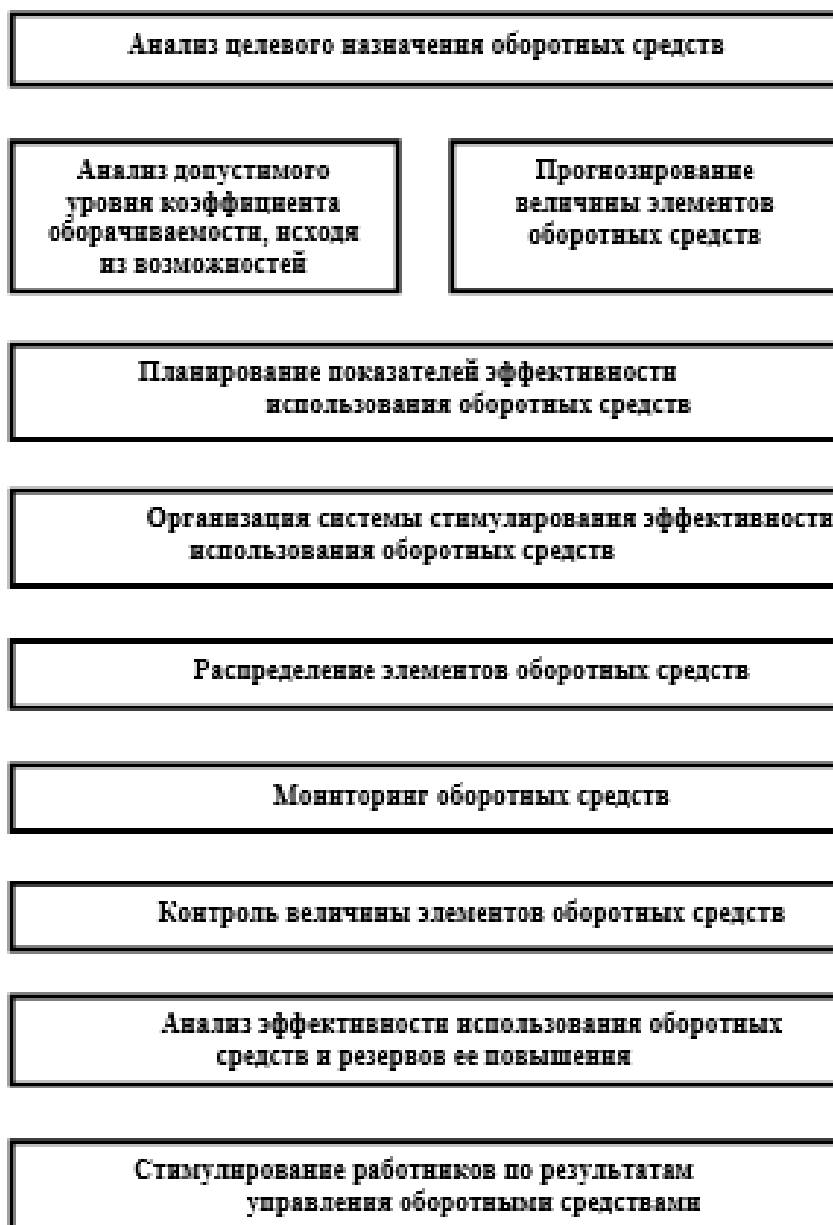 Анализ целевого назначения оборотных средств
Анализ допустимого
уровня коэффициента
оборачиваемости, исходя
из возможностей
Прогнозирование
величины элементов
оборотных средств
Планирование показателей эффективности
использования оборотных средств
Организация системы стимулирования эффективности
использования оборотных средств
Распределение элементов оборотных средств
Мониторинг оборотных средств
Контроль величины элементов оборотных средств
Анализ эффективности использования оборотных
средств и резервов ее повышения
Стимулирование работников по результатам
управления оборотными средствами